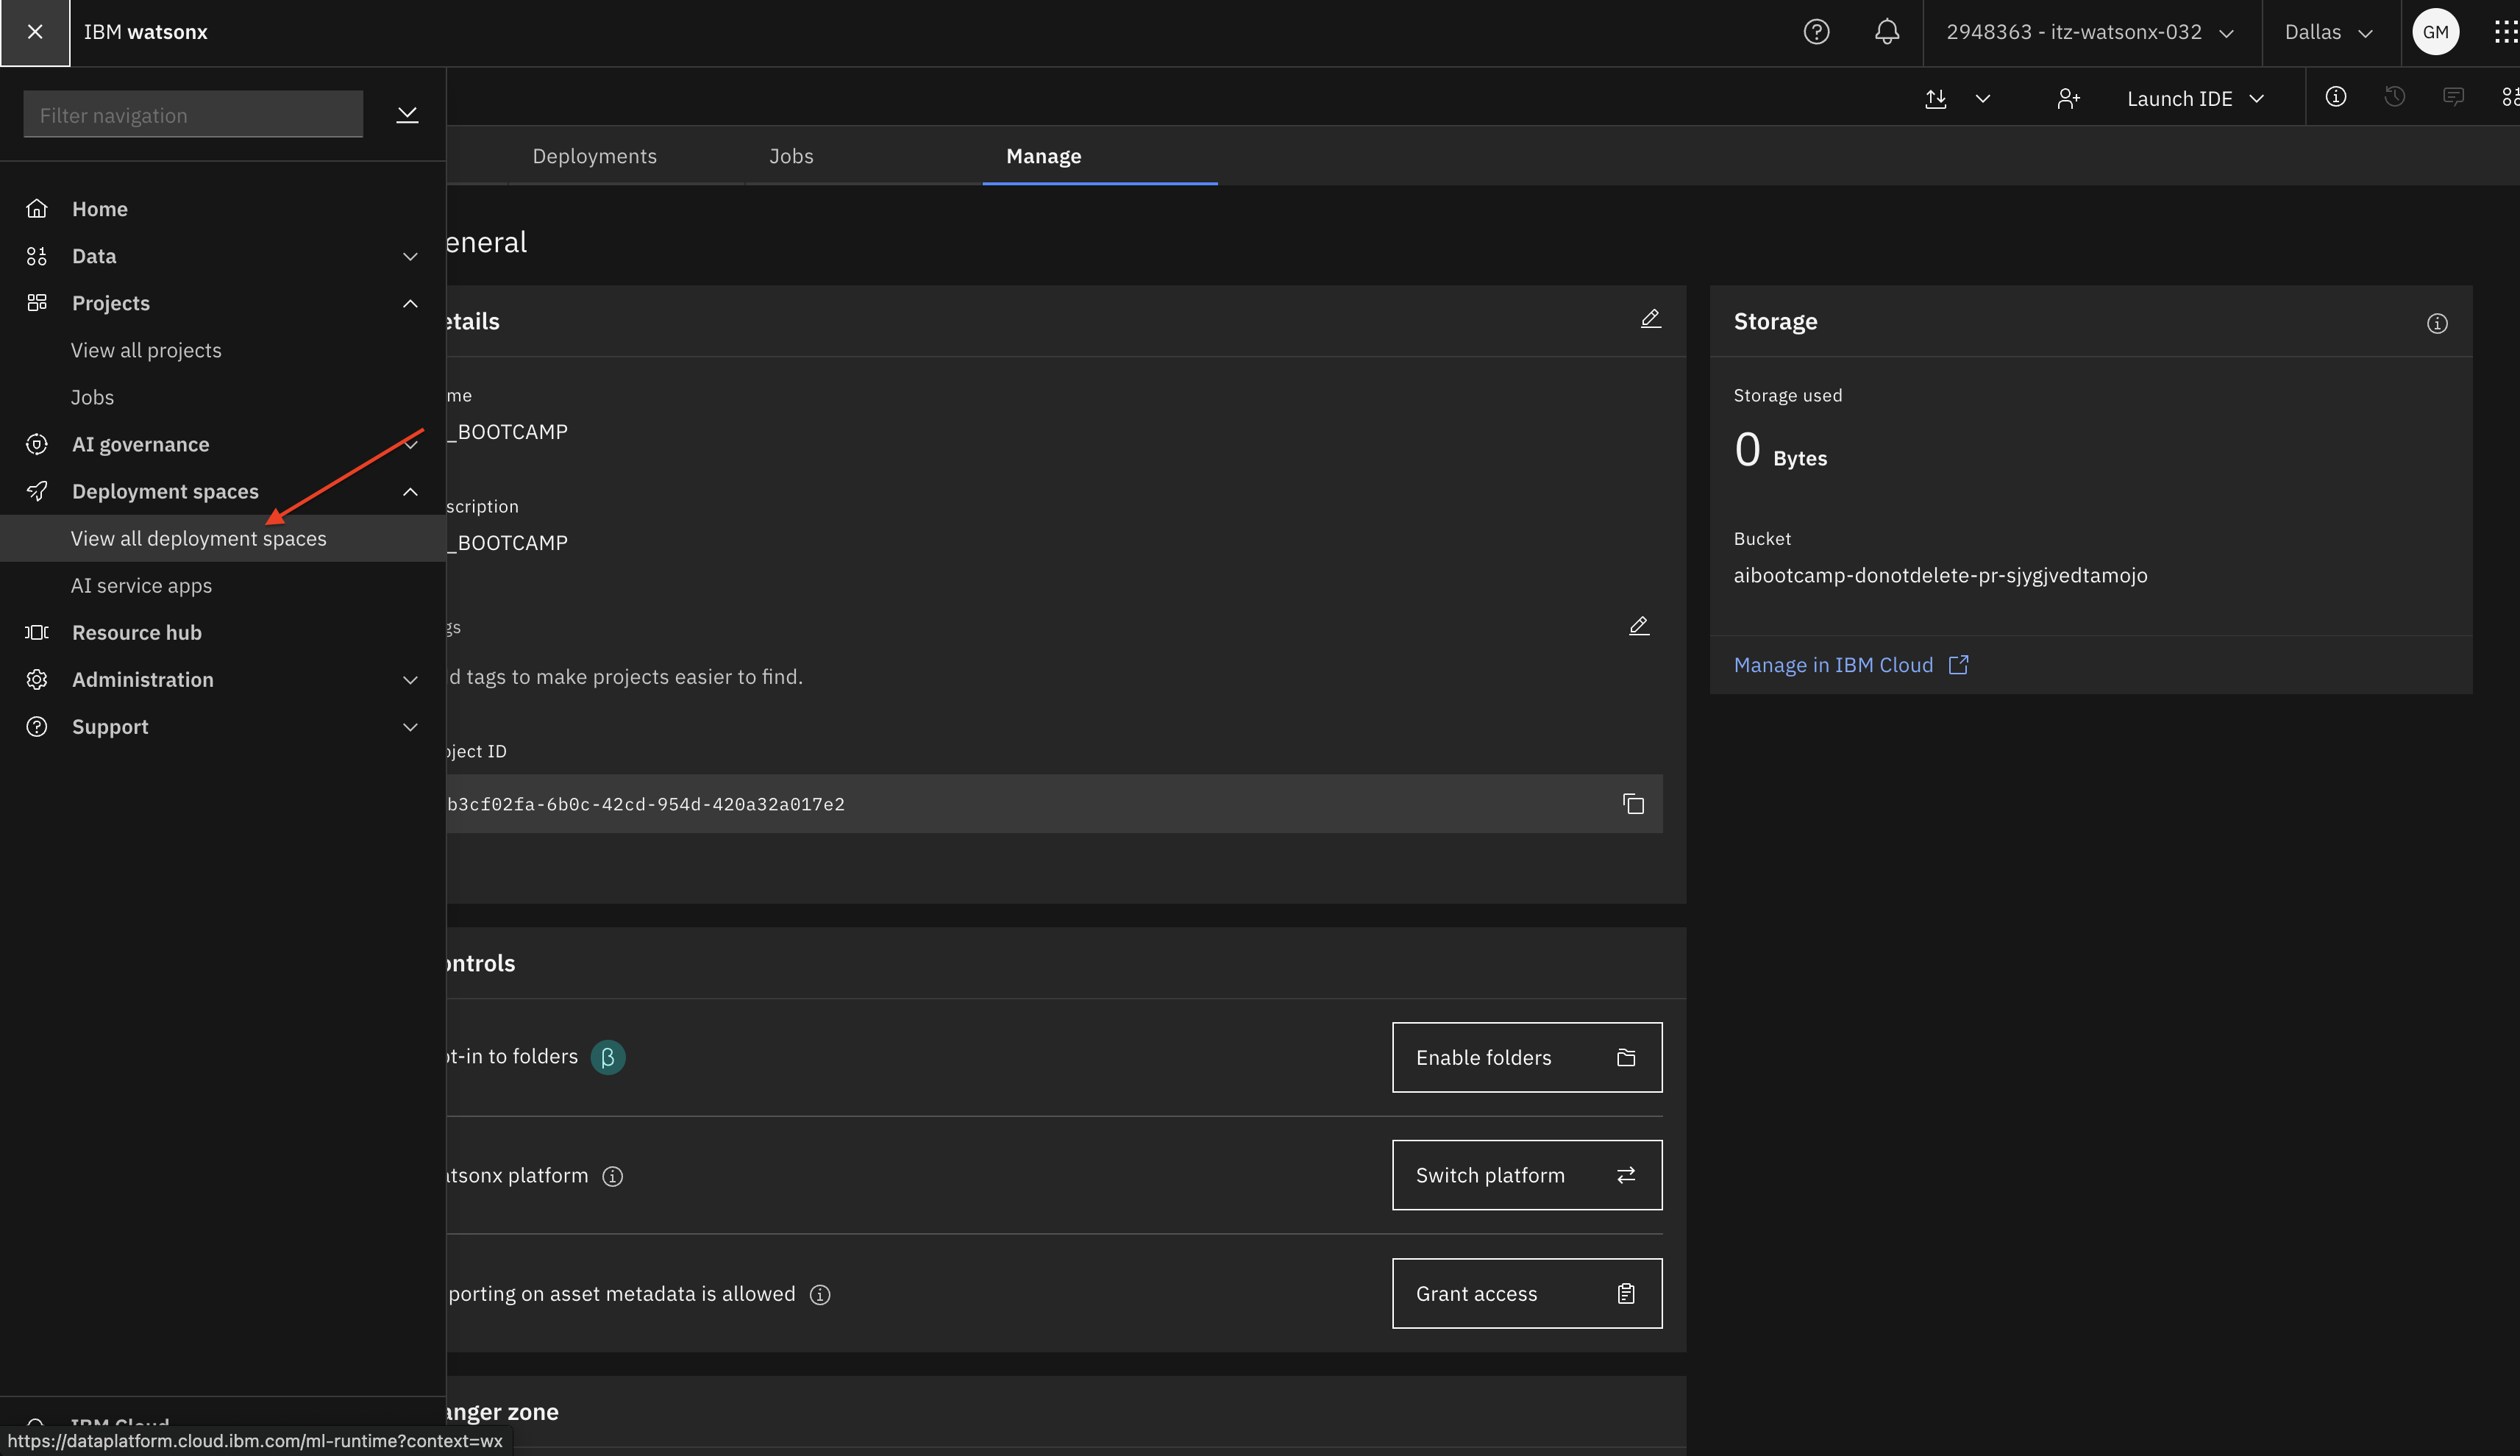 IBM watsonx
2948363 - itz-watsonx-032
Dallas
GM
Filter navigation
Launch IDE
Home
Data
Projects
View all projects
Jobs
AI governance
Deployment spaces
View all deployment spaces
AI service apps
Resource hub
Administration
Support
IBM Cloud
https://dataplatform.cloud.ibm.com/ml-runtime?context=wx
Deployments
Jobs
Manage
eneral
etails
me
_BOOTCAMP
scription
_BOOTCAMP
gs
d tags to make projects easier to find.
oject ID
b3cf02fa-6b0c-42cd-954d-420a32a017e2
ontrols
pt-in to folders β
Enable folders
atsonx platform
Switch platform
porting on asset metadata is allowed
Grant access
anger zone
Storage
Storage used
0 Bytes
Bucket
aibootcamp-donotdelete-pr-sjygjvedtamojo
Manage in IBM Cloud